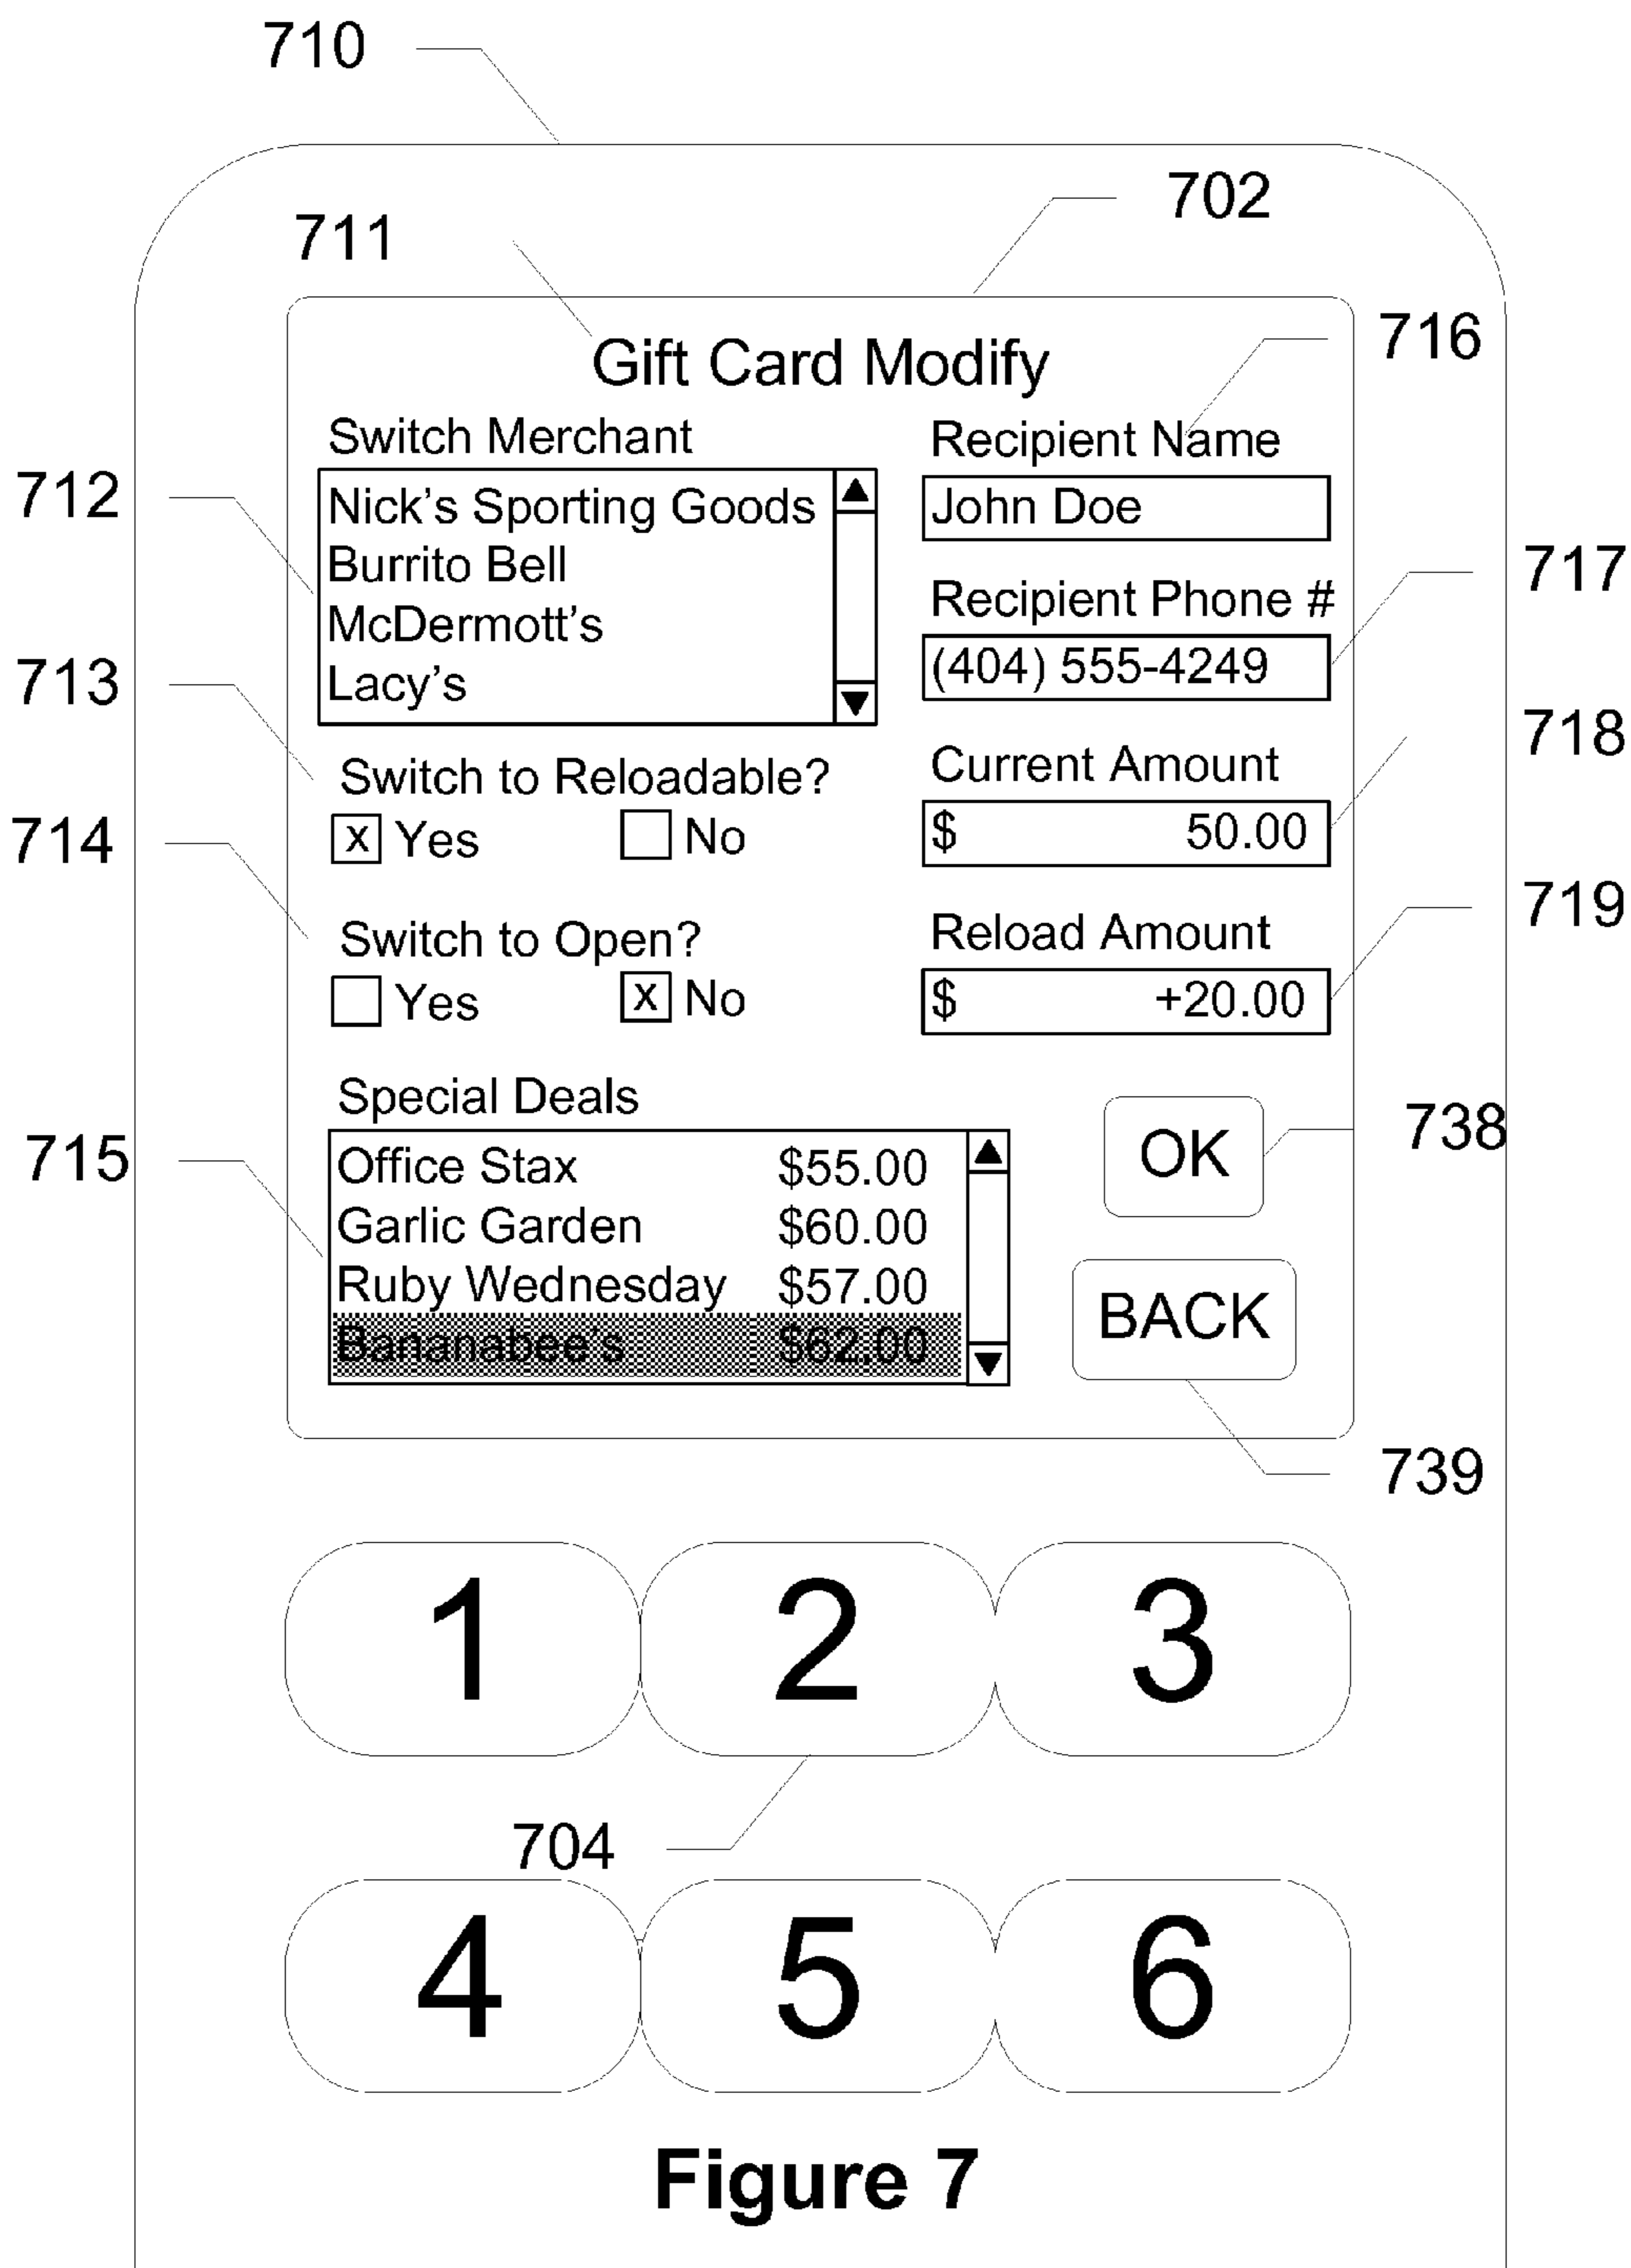 710
702
711
716
Gift Card Modify
Switch Merchant
712
Nick's Sporting Goods
Burrito Bell
McDermott's
Lacy's
Recipient Name
John Doe
Recipient Phone #
717
(404) 555-4249
713
Switch to Reloadable?
x Yes No
718
Current Amount
$ 50.00
714
Switch to Open?
Yes x No
719
Reload Amount
$ +20.00
Special Deals
715
Office Stax $55.00
Garlic Garden $60.00
Ruby Wednesday $57.00
Bananabee's $62.00
OK
738
BACK
739
1 2 3
704
4 5 6
Figure 7